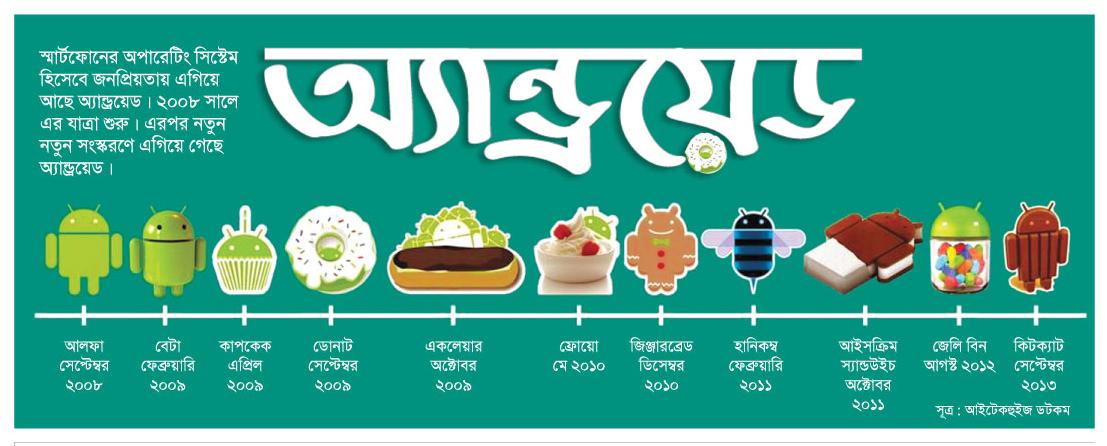 স্মার্টফোনের অপারেটিং সিস্টেম
হিসেবে জনপ্রিয়তায় এগিয়ে
আছে অ্যান্ড্রয়েড। ২০০৮ সালে
এর যাত্রা শুরু। এরপর নতুন
নতুন সংস্করণে এগিয়ে গেছে
অ্যান্ড্রয়েড।
অ্যান্ড্রয়েড
আলফা
সেপ্টেম্বর
২০০৮
বেটা
ফেব্রুয়ারি
২০০৯
কাপকেক
এপ্রিল
২০০৯
ডোনাট
সেপ্টেম্বর
২০০৯
একলেয়ার
অক্টোবর
২০০৯
ফ্রোয়ো
মে ২০১০
জিঞ্জারব্রেড
ডিসেম্বর
২০১০
হানিকম্ব
ফেব্রুয়ারি
২০১১
আইসক্রিম
স্যান্ডউইচ
অক্টোবর
২০১১
জেলি বিন
আগস্ট ২০১২
কিটক্যাট
সেপ্টেম্বর
২০১৩
সূত্র : আইটেকহুইজ ডটকম